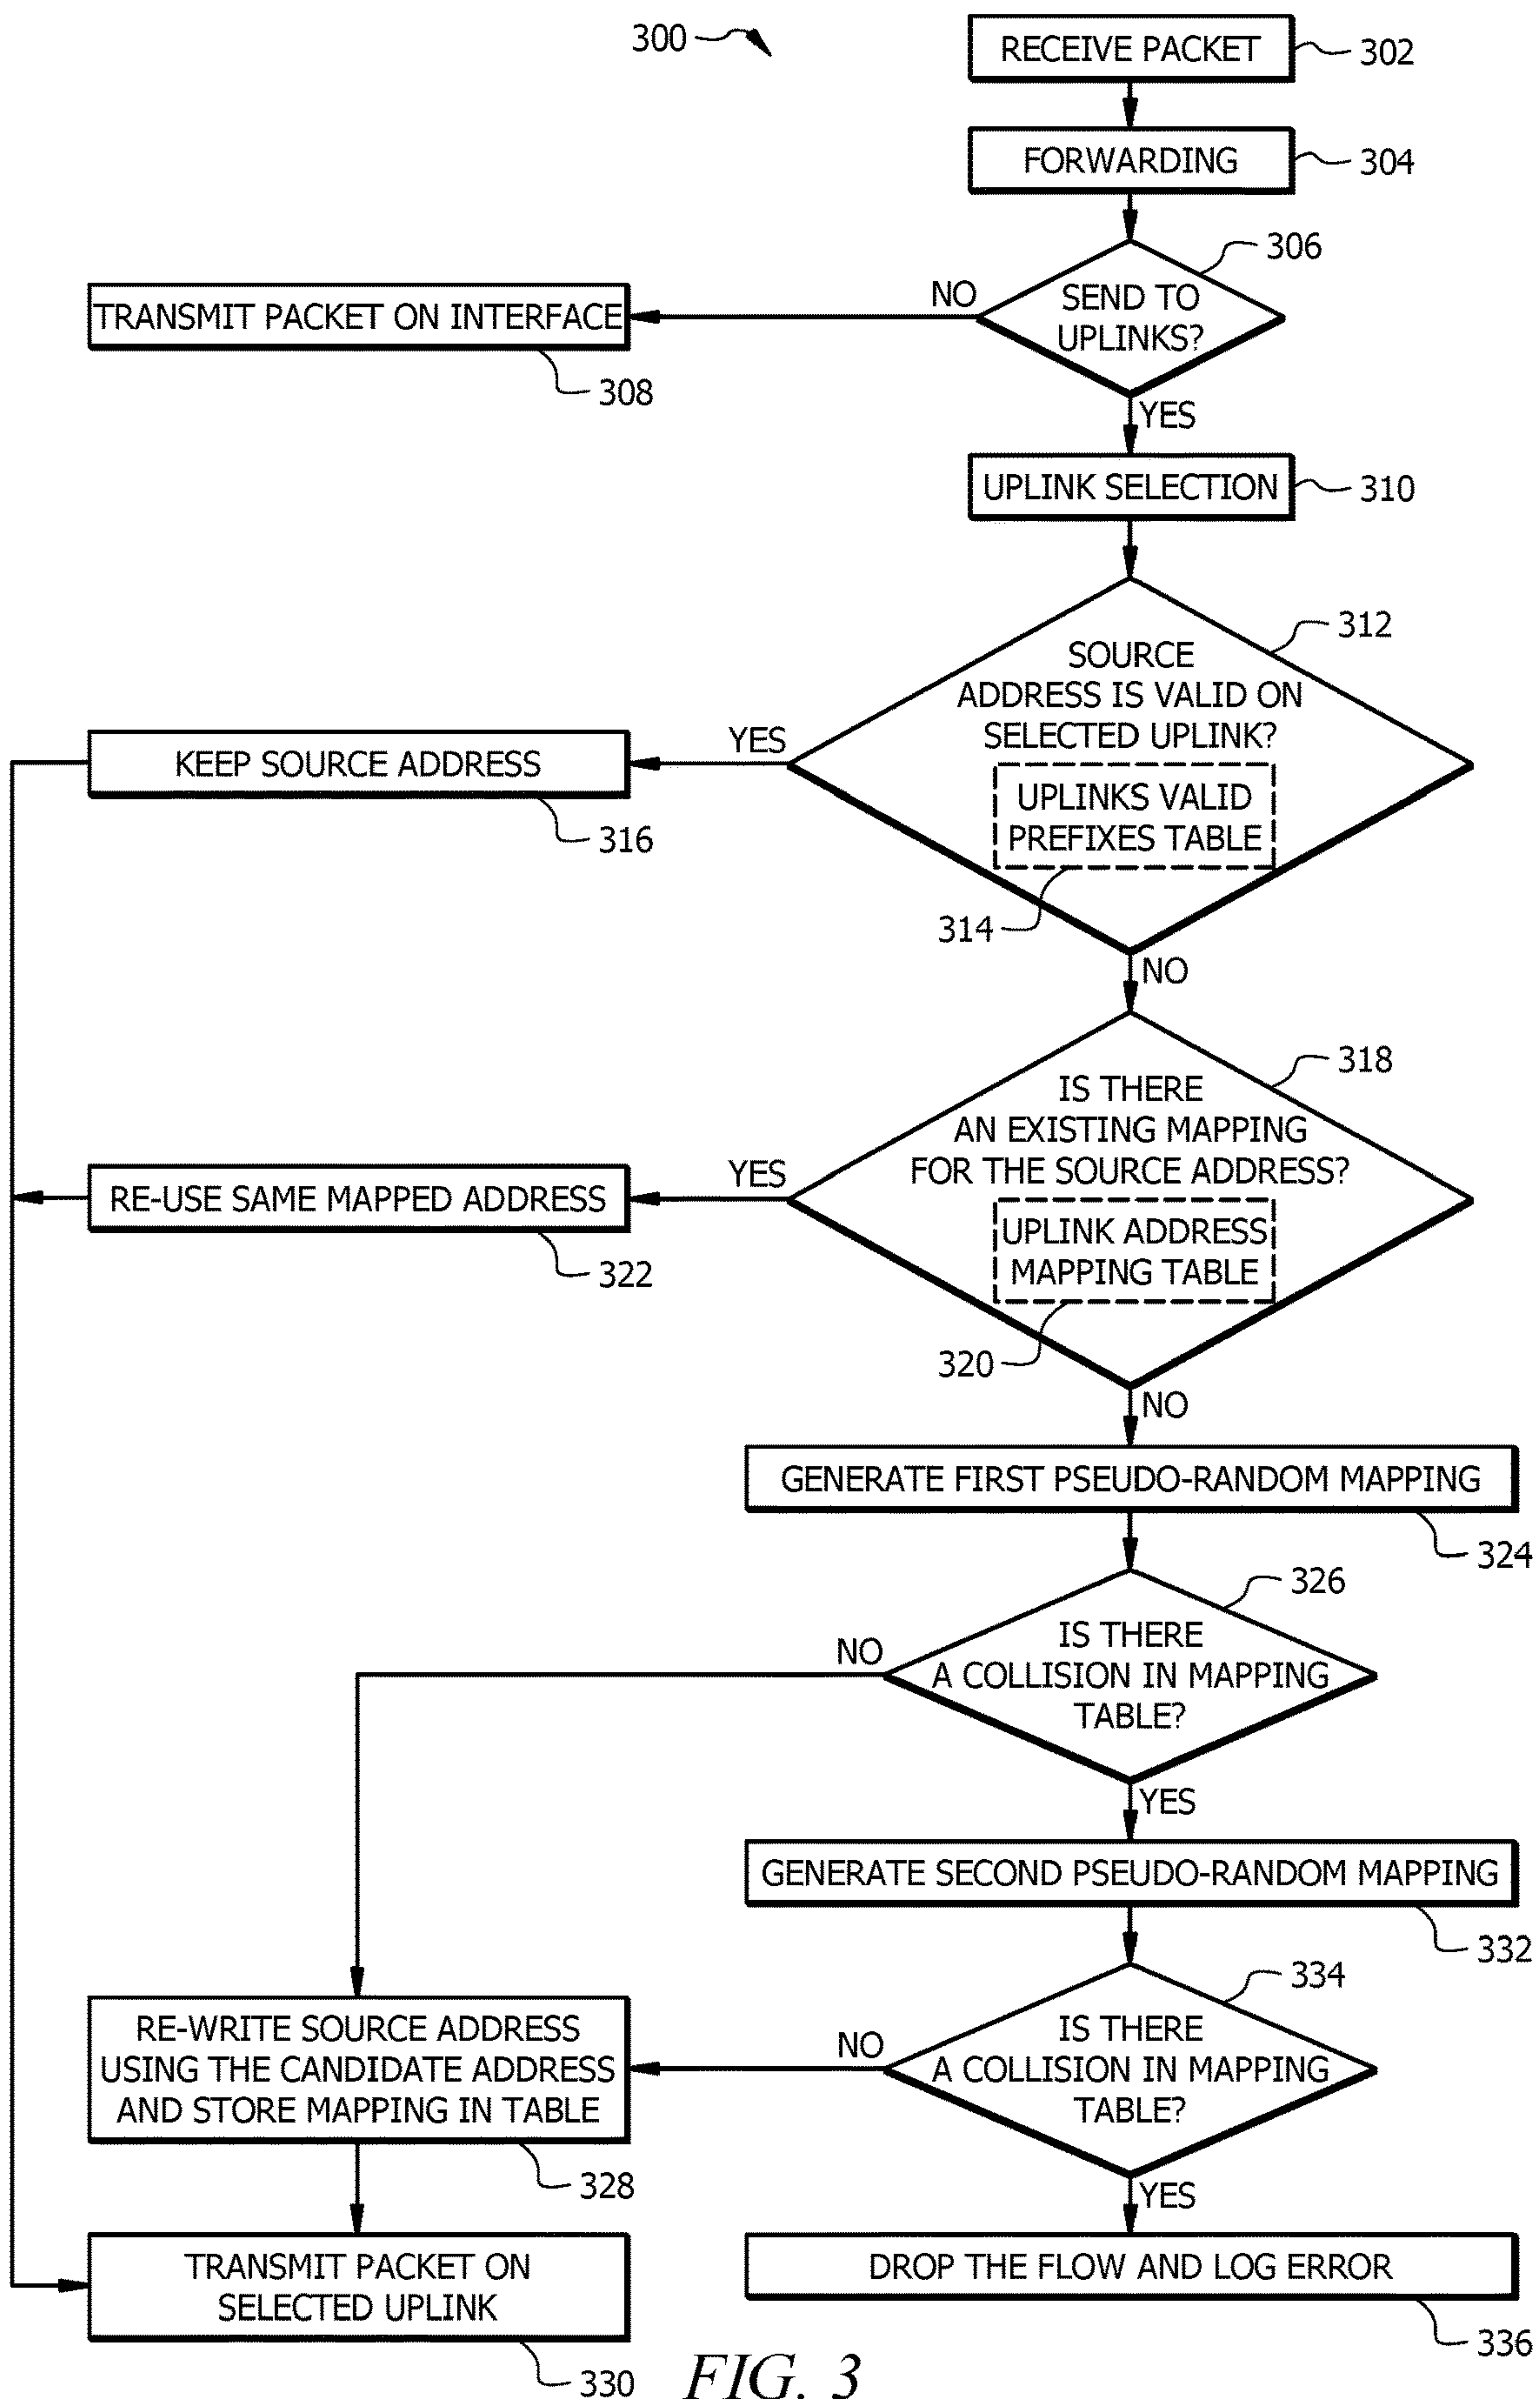 300
RECEIVE PACKET
302
FORWARDING
304
306
SEND TO
UPLINKS?
NO
TRANSMIT PACKET ON INTERFACE
308
YES
UPLINK SELECTION
310
312
SOURCE
ADDRESS IS VALID ON
SELECTED UPLINK?
UPLINKS VALID
PREFIXES TABLE
314
YES
KEEP SOURCE ADDRESS
316
NO
318
IS THERE
AN EXISTING MAPPING
FOR THE SOURCE ADDRESS?
UPLINK ADDRESS
MAPPING TABLE
320
YES
RE-USE SAME MAPPED ADDRESS
322
NO
GENERATE FIRST PSEUDO-RANDOM MAPPING
324
326
IS THERE
A COLLISION IN MAPPING
TABLE?
NO
YES
GENERATE SECOND PSEUDO-RANDOM MAPPING
332
334
IS THERE
A COLLISION IN MAPPING
TABLE?
NO
RE-WRITE SOURCE ADDRESS
USING THE CANDIDATE ADDRESS
AND STORE MAPPING IN TABLE
328
YES
TRANSMIT PACKET ON
SELECTED UPLINK
330
DROP THE FLOW AND LOG ERROR
336
FIG. 3